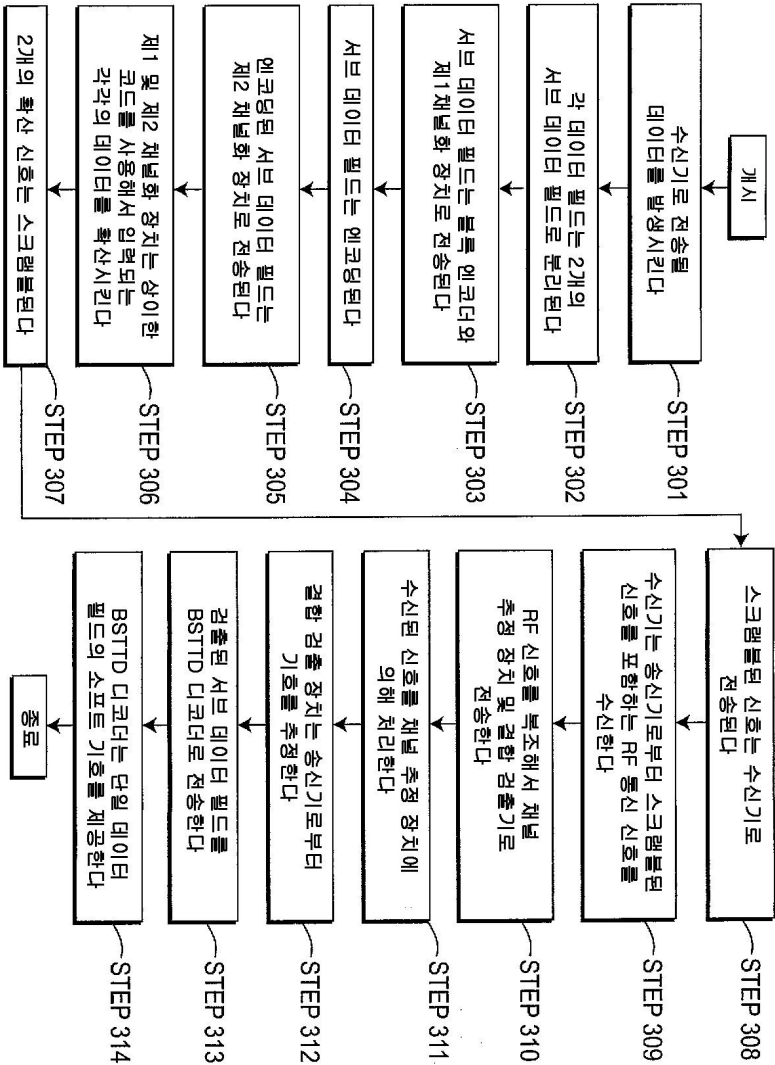 개시
수신기로 전송될
데이터를 발생시킨다
STEP 301
각 데이터 필드는 2개의
서브 데이터 필드로 분리된다
STEP 302
서브 데이터 필드는 블록 엔코더와
제1채널화 장치로 전송된다
STEP 303
서브 데이터 필드는 엔코딩된다
STEP 304
엔코딩된 서브 데이터 필드는
제2 채널화 장치로 전송된다
STEP 305
제1 및 제2 채널화 장치는 상이한
코드를 사용해서 입력되는
각각의 데이터를 확산시킨다
STEP 306
2개의 확산 신호는 스크램블된다
STEP 307
스크램블된 신호는 수신기로
전송된다
STEP 308
수신기는 송신기로부터 스크램블된
신호를 포함하는 RF 통신 신호를
수신한다
STEP 309
RF 신호를 복조해서 채널
추정 장치 및 결합 검출기로
전송한다
STEP 310
수신된 신호를 채널 추정 장치에
의해 처리한다
STEP 311
결합 검출 장치는 송신기로부터
기호를 추정한다
STEP 312
검출된 서브 데이터 필드를
BSTTD 디코더로 전송한다
STEP 313
BSTTD 디코더는 단일 데이터
필드의 소프트 기호를 제공한다
STEP 314
종료